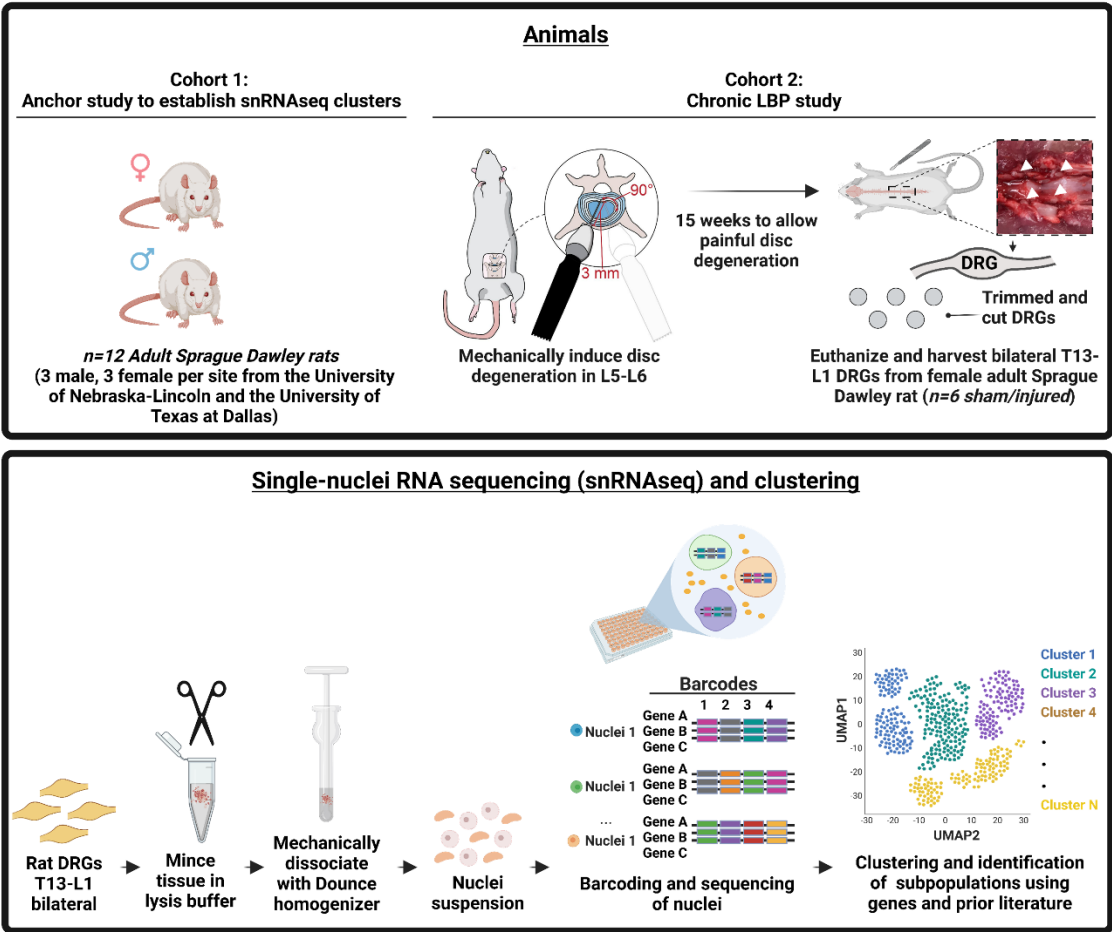 Animals
Cohort 1:
Anchor study to establish snRNAseq clusters
♀
♂
n=12 Adult Sprague Dawley rats
(3 male, 3 female per site from the University
of Nebraska-Lincoln and the University of
Texas at Dallas)
Cohort 2:
Chronic LBP study
90°
3 mm
Mechanically induce disc
degeneration in L5-L6
15 weeks to allow
painful disc
degeneration
DRG
Trimmed and
cut DRGs
Euthanize and harvest bilateral T13-
L1 DRGs from female adult Sprague
Dawley rat (n=6 sham/injured)
Single-nuclei RNA sequencing (snRNAseq) and clustering
Rat DRGs
T13-L1
bilateral
Mince
tissue in
lysis buffer
Mechanically
dissociate
with Dounce
homogenizer
Nuclei
suspension
Barcodes
1 2 3 4
Nuclei 1
Gene A
Gene B
Gene C
Nuclei 1
Gene A
Gene B
Gene C
...
Nuclei 1
Gene A
Gene B
Gene C
Barcoding and sequencing
of nuclei
UMAP1
30
20
10
0
-10
-20
30
-30 -20 -10 0 10 20 30
UMAP2
Cluster 1
Cluster 2
Cluster 3
Cluster 4
Cluster N
Clustering and identification
of subpopulations using
genes and prior literature